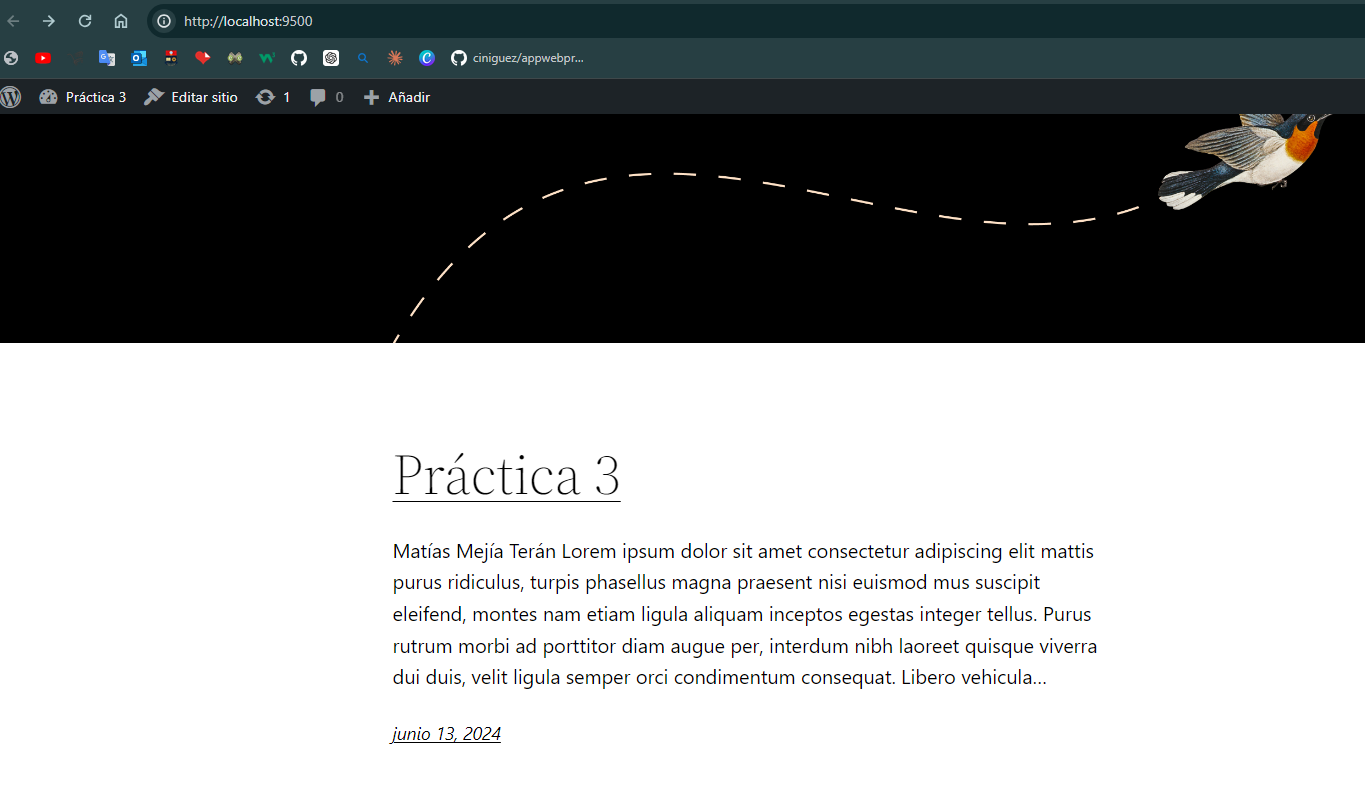 http://localhost:9500
ciniguez/appwebpr...
Práctica 3 Editar sitio 1 0 Añadir
Práctica 3
Matías Mejía Terán Lorem ipsum dolor sit amet consectetur adipiscing elit mattis
purus ridiculus, turpis phasellus magna praesent nisi euismod mus suscipit
eleifend, montes nam etiam ligula aliquam inceptos egestas integer tellus. Purus
rutrum morbi ad porttitor diam augue per, interdum nibh laoreet quisque viverra
dui duis, velit ligula semper orci condimentum consequat. Libero vehicula…
junio 13, 2024